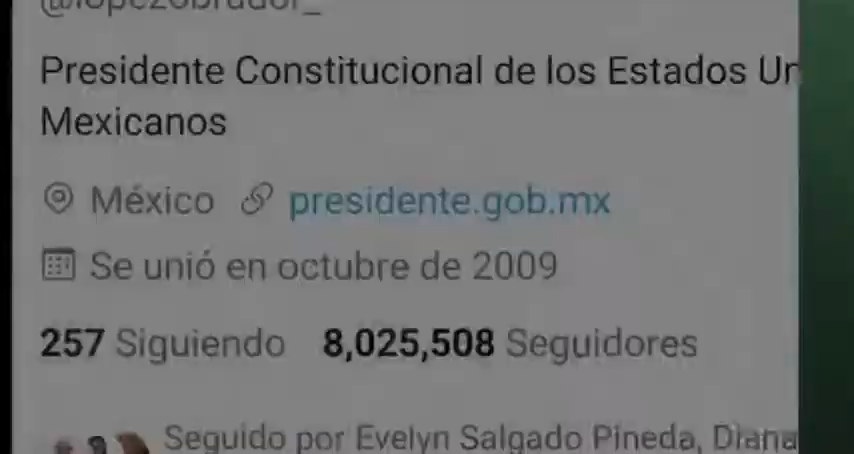 @lopezobrador_
Presidente Constitucional de los Estados Un
Mexicanos
México presidente.gob.mx
Se unió en octubre de 2009
257 Siguiendo 8,025,508 Seguidores
Seguido por Evelyn Salgado Pineda, Diana